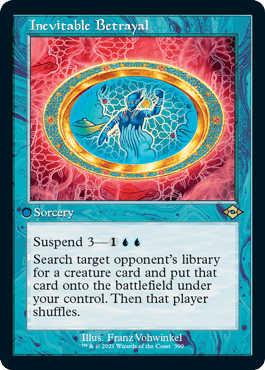 Inevitable Betrayal
Sorcery
Suspend 3—1
Search target opponent's library
for a creature card and put that
card onto the battlefield under
your control. Then that player
shuffles.
Illus. Franz Vohwinkel
™ & © 2021 Wizards of the Coast 390